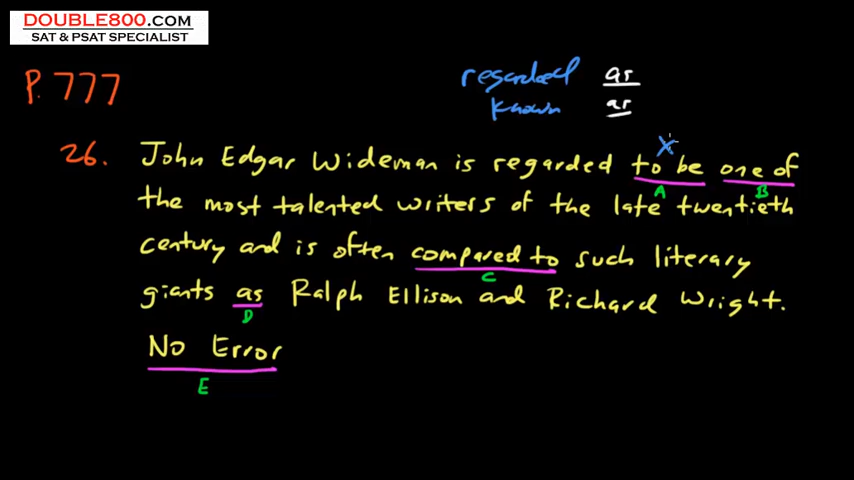 DOUBLE800.COM
SAT & PSAT SPECIALIST
P.777
regarded as
known as
X
26. John Edgar Wideman is regarded to be one of
A B
the most talented writers of the late twentieth
century and is often compared to such literary
C
giants as Ralph Ellison and Richard Wright.
D
No Error
E